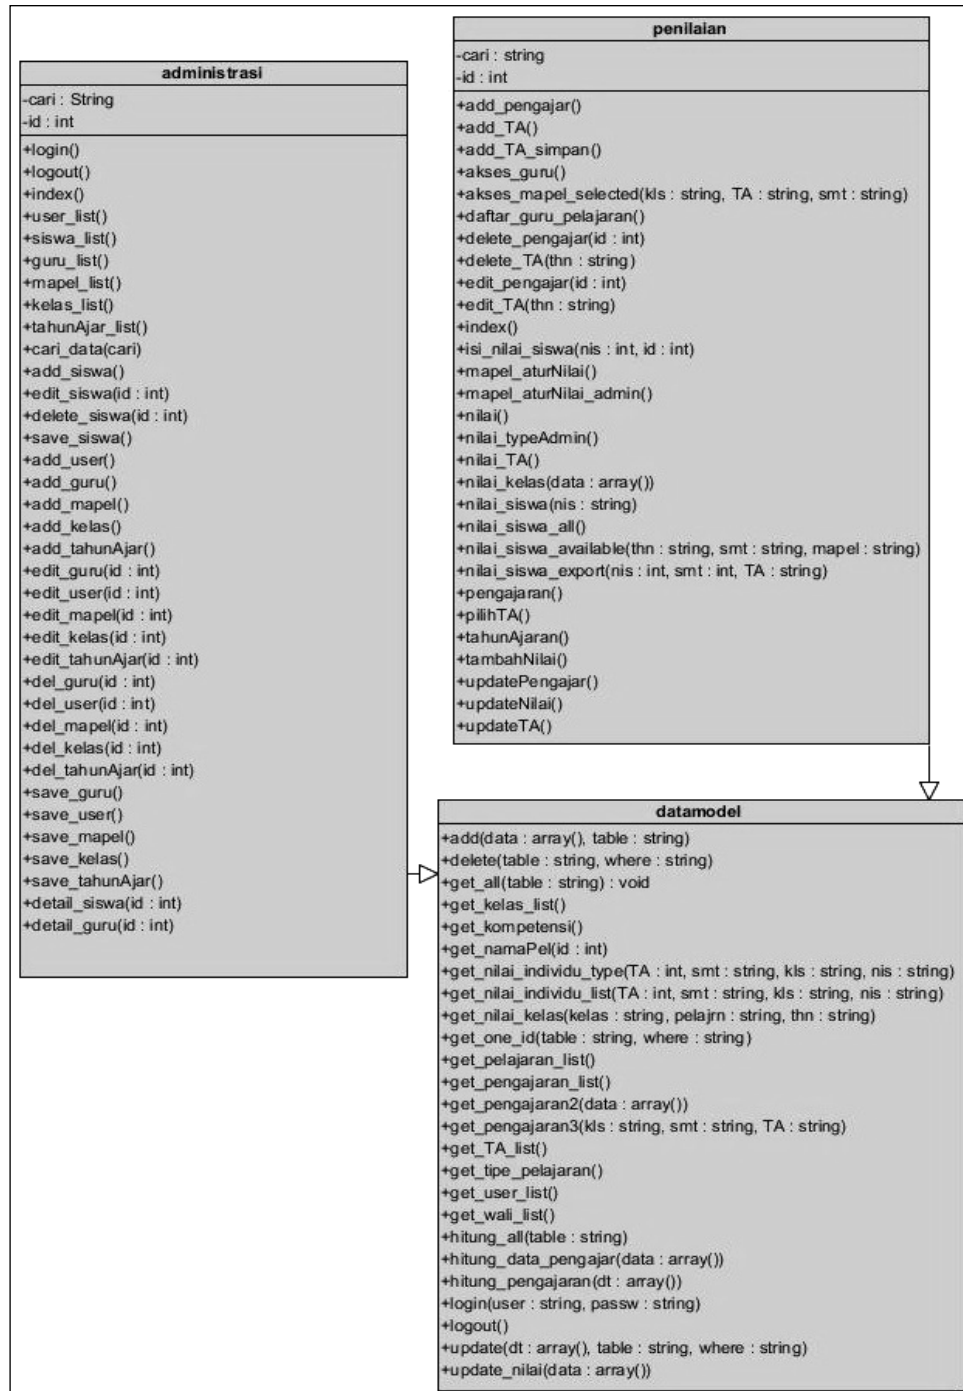 administrasi
-cari : String
-id : int
+login()
+logout()
+index()
+user_list()
+siswa_list()
+guru_list()
+mapel_list()
+kelas_list()
+tahunAjar_list()
+cari_data(cari)
+add_siswa()
+edit_siswa(id : int)
+delete_siswa(id : int)
+save_siswa()
+add_user()
+add_guru()
+add_mapel()
+add_kelas()
+add_tahunAjar()
+edit_guru(id : int)
+edit_user(id : int)
+edit_mapel(id : int)
+edit_kelas(id : int)
+edit_tahunAjar(id : int)
+del_guru(id : int)
+del_user(id : int)
+del_mapel(id : int)
+del_kelas(id : int)
+del_tahunAjar(id : int)
+save_guru()
+save_user()
+save_mapel()
+save_kelas()
+save_tahunAjar()
+detail_siswa(id : int)
+detail_guru(id : int)
penilaian
-cari : string
-id : int
+add_pengajar()
+add_TA()
+add_TA_simpan()
+akses_guru()
+akses_mapel_selected(kls : string, TA : string, smt : string)
+daftar_guru_pelajaran()
+delete_pengajar(id : int)
+delete_TA(thn : string)
+edit_pengajar(id : int)
+edit_TA(thn : string)
+index()
+isi_nilai_siswa(nis : int, id : int)
+mapel_aturNilai()
+mapel_aturNilai_admin()
+nilai()
+nilai_typeAdmin()
+nilai_TA()
+nilai_kelas(data : array())
+nilai_siswa(nis : string)
+nilai_siswa_all()
+nilai_siswa_available(thn : string, smt : string, mapel : string)
+nilai_siswa_export(nis : int, smt : int, TA : string)
+pengajaran()
+pilihTA()
+tahunAjaran()
+tambahNilai()
+updatePengajar()
+updateNilai()
+updateTA()
datamodel
+add(data : array(), table : string)
+delete(table : string, where : string)
+get_all(table : string) : void
+get_kelas_list()
+get_kompetensi()
+get_namaPel(id : int)
+get_nilai_individu_type(TA : int, smt : string, kls : string, nis : string)
+get_nilai_individu_list(TA : int, smt : string, kls : string, nis : string)
+get_nilai_kelas(kelas : string, pelajrn : string, thn : string)
+get_one_id(table : string, where : string)
+get_pelajaran_list()
+get_pengajaran_list()
+get_pengajaran2(data : array())
+get_pengajaran3(kls : string, smt : string, TA : string)
+get_TA_list()
+get_tipe_pelajaran()
+get_user_list()
+get_wali_list()
+hitung_all(table : string)
+hitung_data_pengajar(data : array())
+hitung_pengajaran(dt : array())
+login(user : string, passw : string)
+logout()
+update(dt : array(), table : string, where : string)
+update_nilai(data : array())